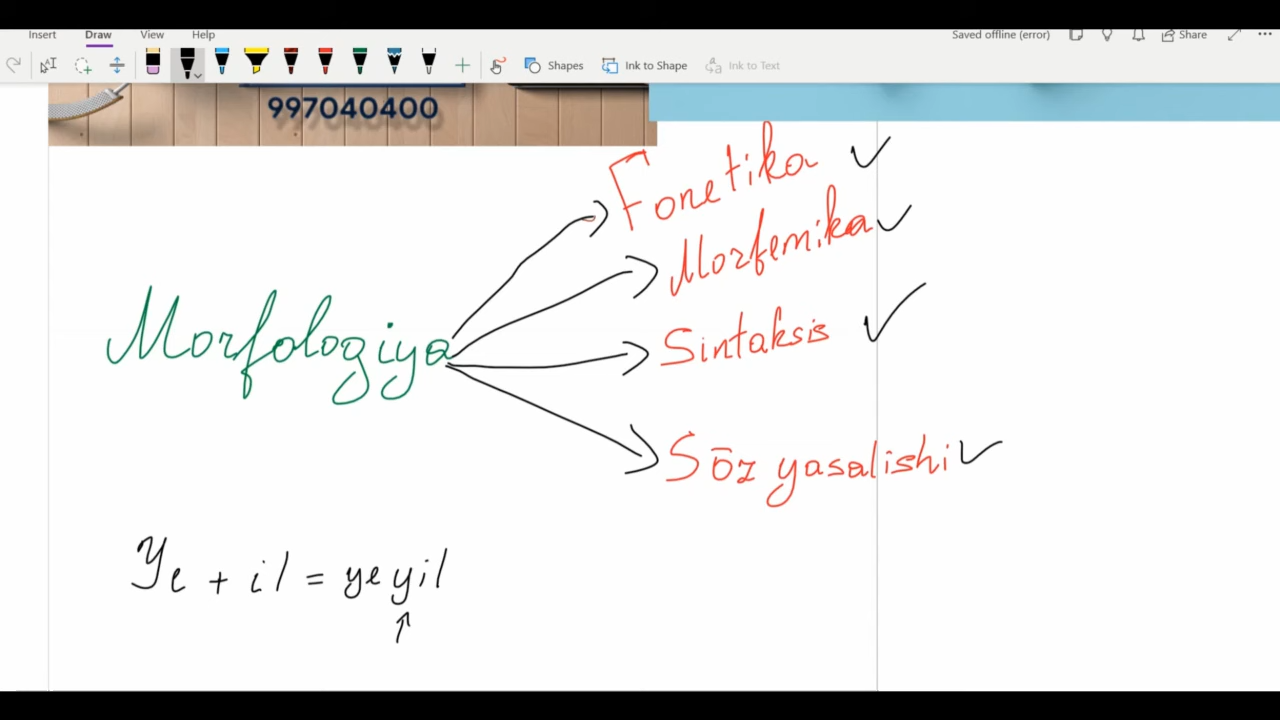 Insert Draw View Help Saved offline (error) Share
Shapes Ink to Shape Ink to Text
997040400
Fonetika
Morfemika
Sintaksis
Morfologiya
Sōz yasalishi
Ye + il = yeyil